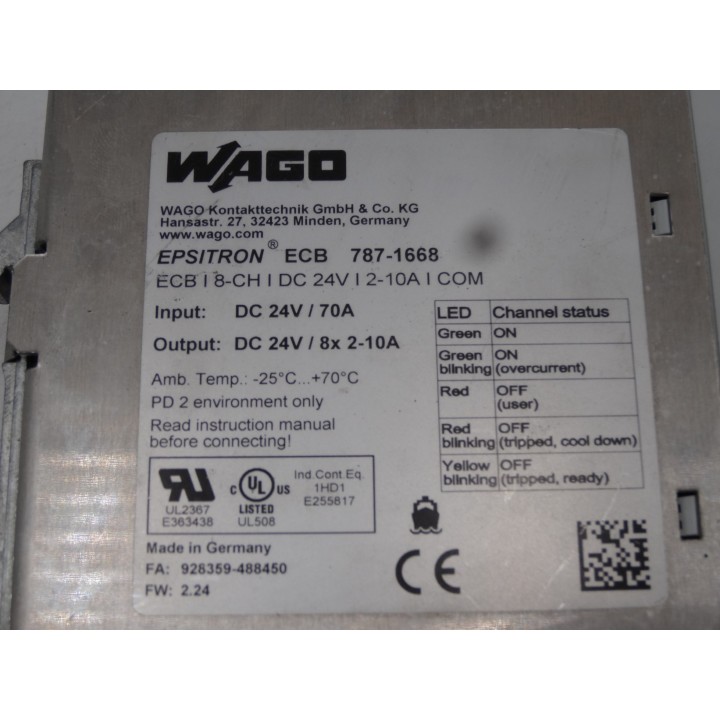 WAGO
WAGO Kontakttechnik GmbH & Co. KG
Hansastr. 27, 32423 Minden, Germany
www.wago.com
EPSITRON® ECB 787-1668
ECB I 8-CH I DC 24V I 2-10A I COM
Input: DC 24V / 70A
Output: DC 24V / 8x 2-10A
Amb. Temp.: -25°C...+70°C
PD 2 environment only
Read instruction manual
before connecting!
LED Channel status
Green ON
Green ON
blinking (overcurrent)
Red OFF
(user)
Red OFF
blinking (tripped, cool down)
Yellow OFF
blinking (tripped, ready)
RU
UL2367
E363438
c UL US
LISTED
UL508
Ind.Cont.Eq.
1HD1
E255817
Made in Germany
FA: 928359-488450
FW: 2.24
CE